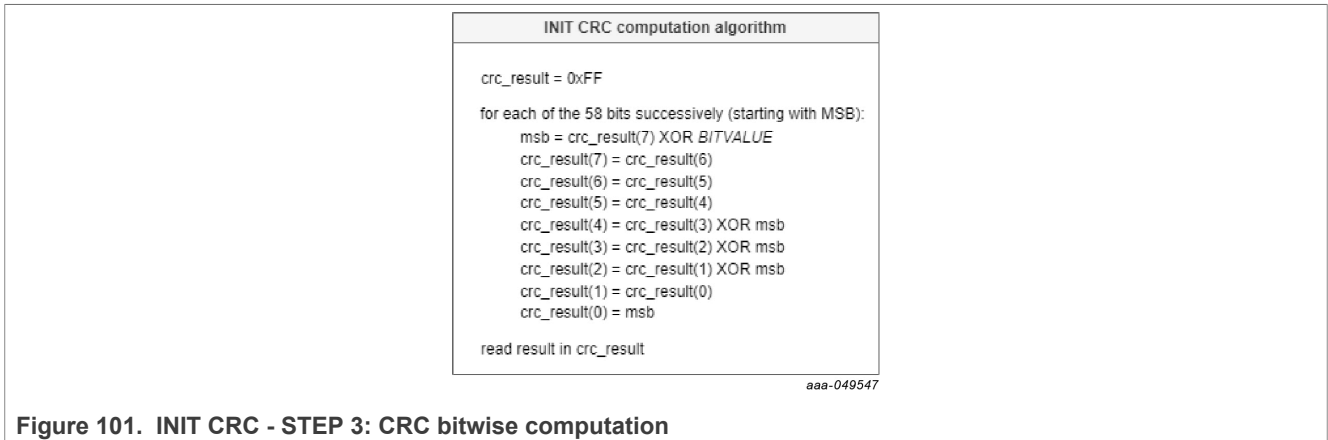 INIT CRC computation algorithm
crc_result = 0xFF
for each of the 58 bits successively (starting with MSB):
msb = crc_result(7) XOR BITVALUE
crc_result(7) = crc_result(6)
crc_result(6) = crc_result(5)
crc_result(5) = crc_result(4)
crc_result(4) = crc_result(3) XOR msb
crc_result(3) = crc_result(2) XOR msb
crc_result(2) = crc_result(1) XOR msb
crc_result(1) = crc_result(0)
crc_result(0) = msb
read result in crc_result
aaa-049547
Figure 101. INIT CRC - STEP 3: CRC bitwise computation